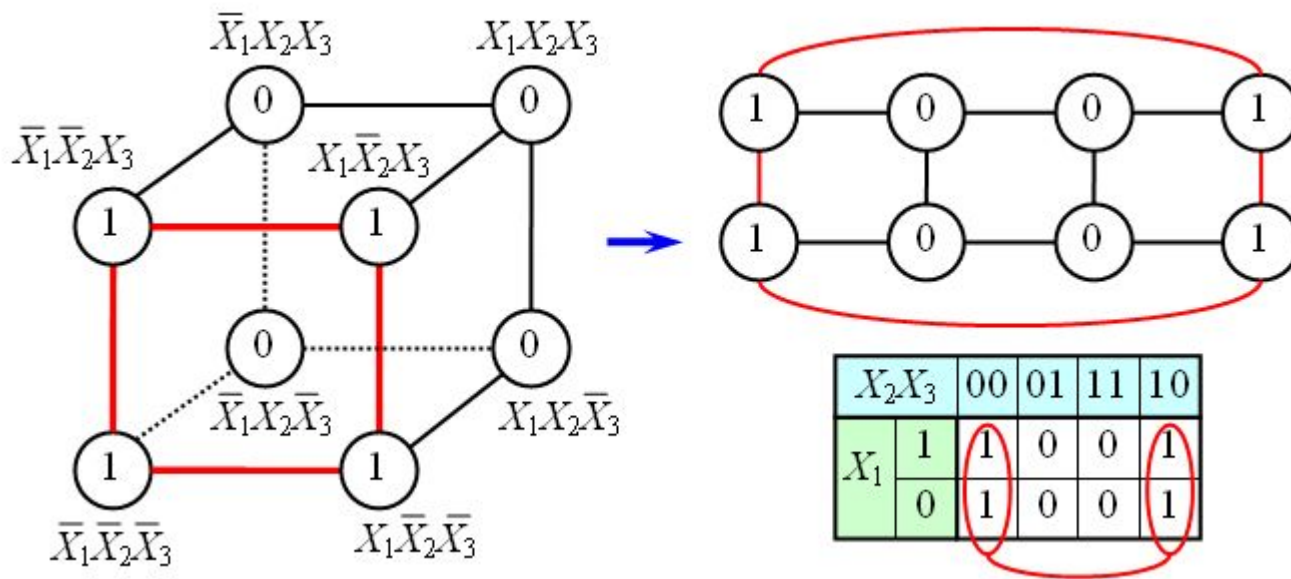 X̅₁X₂X₃ X₁X₂X₃
0 0
X̅₁X̅₂X₃ X₁X̅₂X₃
1 1
0 0
X̅₁X₂X̅₃ X₁X₂X̅₃
1 1
X̅₁X̅₂X̅₃ X₁X̅₂X̅₃
1 0 0 1
1 0 0 1
X₂X₃ 00 01 11 10
X₁
1 1 0 0 1
0 1 0 0 1